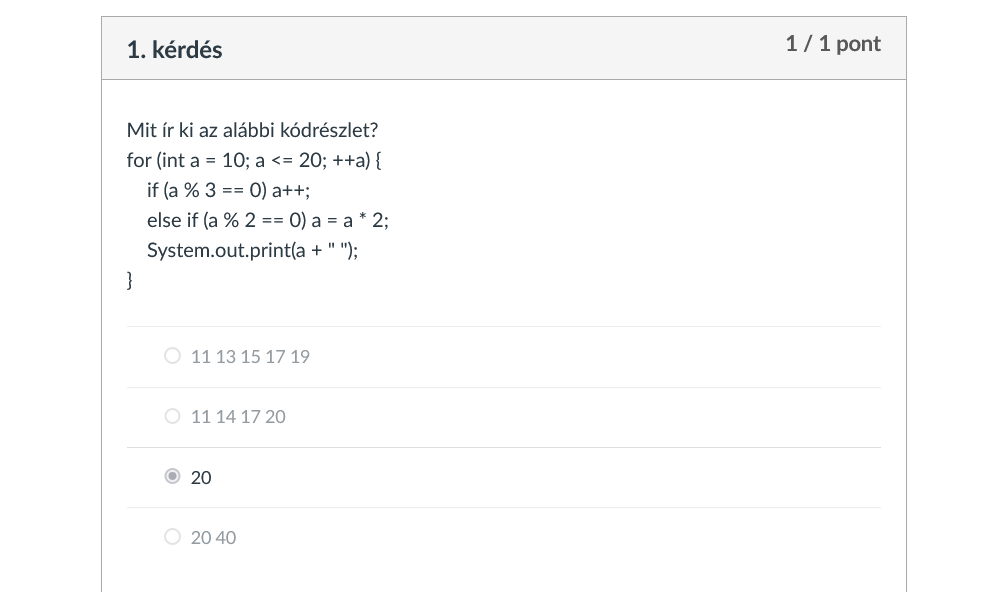 1. kérdés
1 / 1 pont
Mit ír ki az alábbi kódrészlet?
for (int a = 10; a <= 20; ++a) {
if (a % 3 == 0) a++;
else if (a % 2 == 0) a = a * 2;
System.out.print(a + " ");
}
11 13 15 17 19
11 14 17 20
20
20 40